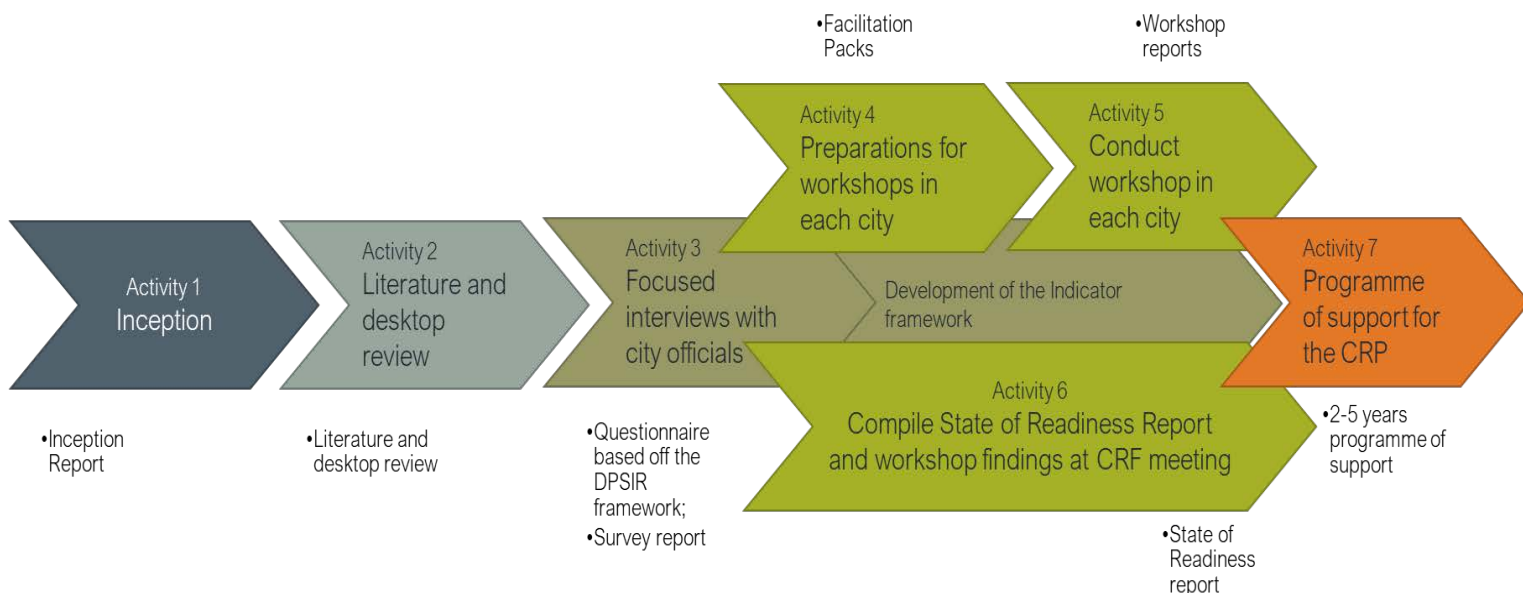 •Facilitation
Packs
•Workshop
reports
Activity 4
Preparations for
workshops in
each city
Activity 5
Conduct
workshop in
each city
Activity 1
Inception
Activity 2
Literature and
desktop
review
Activity 3
Focused
interviews with
city officials
Development of the Indicator
framework
Activity 7
Programme
of support for
the CRP
Activity 6
Compile State of Readiness Report
and workshop findings at CRF meeting
•Inception
Report
•Literature and
desktop review
•Questionnaire
based off the
DPSIR
framework;
•Survey report
•2-5 years
programme of
support
•State of
Readiness
report